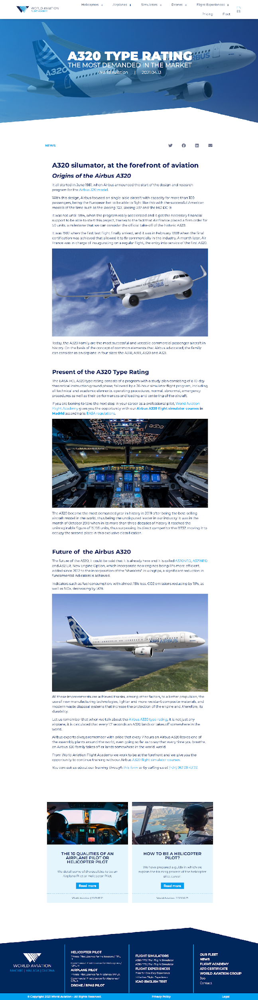 WORLD AVIATION
FLIGHT ACADEMY
Helicopters +
Airplanes +
Simulators +
Drones +
Flight Experiences +
Pricing
Fleet
EN
ES
A320 TYPE RATING
THE MOST DEMANDED IN THE MARKET
World Aviation | 2021.04.13
NEWS
A320 silumator, at the forefront of aviation
Origins of the Airbus A320
It all started in June 1981, when Airbus announced the start of the design and research
program for the Airbus 320 model.
With this design, Airbus focused on single-aisle aircraft with capacity for more than 100
passengers, being the European bet to be able to fight like this with the successful American
models of the time such as the Boeing 727, Boeing 737 and the MD DC-9.
It was not until 1984, when the program really accelerated and it got the necessary financial
support to be able to start this project, thanks to the fact that Air France placed a firm order for
50 units, a milestone that we can consider the official take-off of the historic A320.
It was 1987 when the first test flight finally arrived, and it was in February 1988 when the final
certification was achieved that allowed it to fly commercially in the industry. A month later, Air
France was in charge of inaugurating on a regular flight, the entry into service of the first A320.
A320
A320 AIRBUS
Today, the A320 Family are the most successful and versatile commercial passenger aircraft in
history. On the basis of the concept of common elements that Airbus advocated, the family
can consider as an airplane in four sizes: the A318, A319, A320 and A321.
Present of the A320 Type Rating
The EASA-FCL A320 type rating consists of a program with a study plan consisting of a 10-day
theoretical instruction ground phase, followed by a 36-hour simulator flight program, including
all technical and academic elements. operating procedures, normal, abnormal, emergency
procedures as well as their performances and loading and centering of the aircraft.
If you are looking to take the next step in your career as a professional pilot, World Aviation
Flight Academy gives you the opportunity with our Airbus A320 flight simulator courses in
Madrid according to EASA regulations.
The A320 became the most demanded year in history in 2019 after being the best-selling
aircraft model in the world, thus being the undisputed leader in our industry. It was in the
month of October 2019 when in its more than three decades of history it reached the
unimaginable figure of 15,193 units, thus surpassing its direct competitor the B737, moving it to
occupy the second place in this exclusive classification.
Future of the Airbus A320
The future of the A320, it could be said that it is already here and it is called A320NEO, A321NEO
and A321LR, New Engine Option, which incorporate new engines being 17% more efficient,
added since 2012 to the incorporation of the "sharklets" in wingtips, a significant reduction in
fundamental indicators is achieved.
Indicators such as fuel consumption, with almost 15% less, CO2 emissions reducing by 15%, as
well as NOx, decreasing by 50%.
A320 AIRBUS
All these improvements are achieved thanks, among other factors, to a better propulsion, the
use of new manufacturing technologies, lighter and more resistant composite materials, and
modern waste disposal systems that increase the protection of the engine and, therefore, its
durability.
Let us remember that when we talk about the Airbus A320 type rating, it is not just any
airplane, it is calculated that every 1.7 seconds an A320 lands or takes off somewhere in the
world.
Airbus experts always remember with pride that every 7 hours an Airbus A320 leaves one of
the assembly plants around the world, even going so far as to say that every time you breathe,
an Airbus 320 family takes off or lands somewhere in the world. world.
From World Aviation Flight Academy we work to be at the forefront and we give you the
opportunity to continue training with our Airbus A320 flight simulator courses.
You can ask us about our training through this form or by calling us at (+34) 913 09 43 73.
THE 10 QUALITIES OF AN
AIRPLANE PILOT OR
HELICOPTER PILOT
We detail some of the qualities to be an
Airplane Pilot or Helicopter Pilot.
Read more
World Aviation | 2021.07.21
HOW TO BE A HELICOPTER
PILOT?
We have prepared a guide in which we
explain the training process of the helicopter
pilot career.
Read more
World Aviation | 2021.06.25
WORLD AVIATION
MADRID | MALAGA | GIRONA
HELICOPTER PILOT
Private Pilot Licence for Helicopters / PPL
H
Commercial Pilot Licence for Helicopters /
CPL H
AIRPLANE PILOT
Private Pilot Licence for Airplanes / PPL A
Commercial Pilot Licence for Airplanes /
CPL A
DRONE / RPAS PILOT
FLIGHT SIMULATORS
A320 FFS / Full Flight Simulator
A330 FFS / Full Flight Simulator
FLIGHT EXPERIENCES
Pilot for One Day Experience
Initiation Flight Experience
ICAO ENGLISH TEST
OUR FLEET
NEWS
FLIGHT ACADEMY
ATO CERTIFICATE
WORLD AVIATION GROUP
Job
Contact
© Copyright 2021 World Aviation - All Rights Reserved.
Privacy Policy
Legal